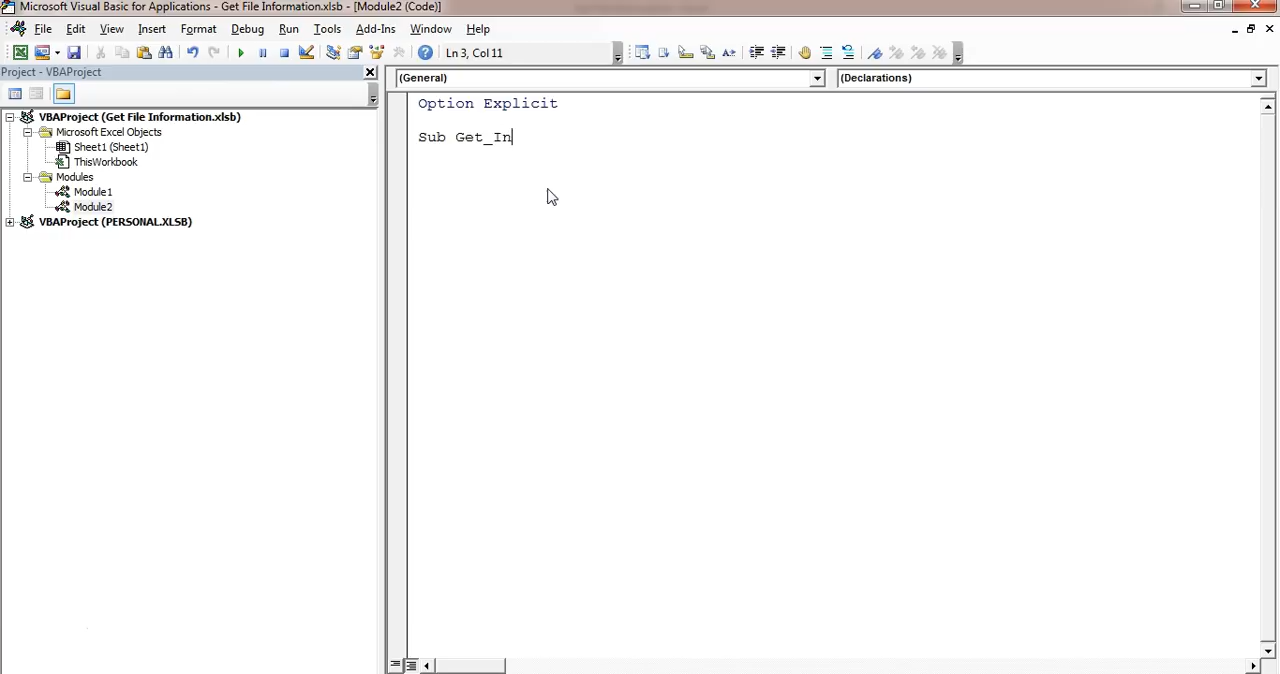 Microsoft Visual Basic for Applications - Get File Information.xlsb - [Module2 (Code)]
File Edit View Insert Format Debug Run Tools Add-Ins Window Help
Ln 3, Col 11
Project - VBAProject
(General) (Declarations)
VBAProject (Get File Information.xlsb)
Microsoft Excel Objects
Sheet1 (Sheet1)
ThisWorkbook
Modules
Module1
Module2
VBAProject (PERSONAL.XLSB)
Option Explicit
Sub Get_In